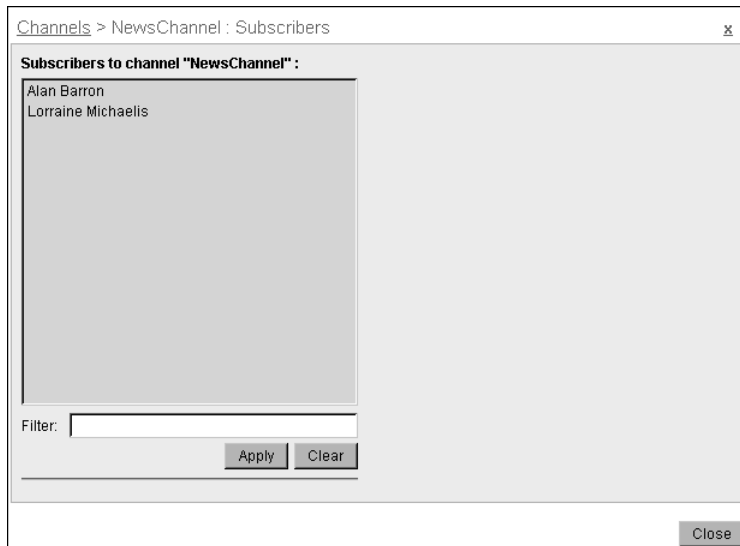 Channels > NewsChannel : Subscribers
x
Subscribers to channel "NewsChannel" :
Alan Barron
Lorraine Michaelis
Filter:
Apply Clear
Close